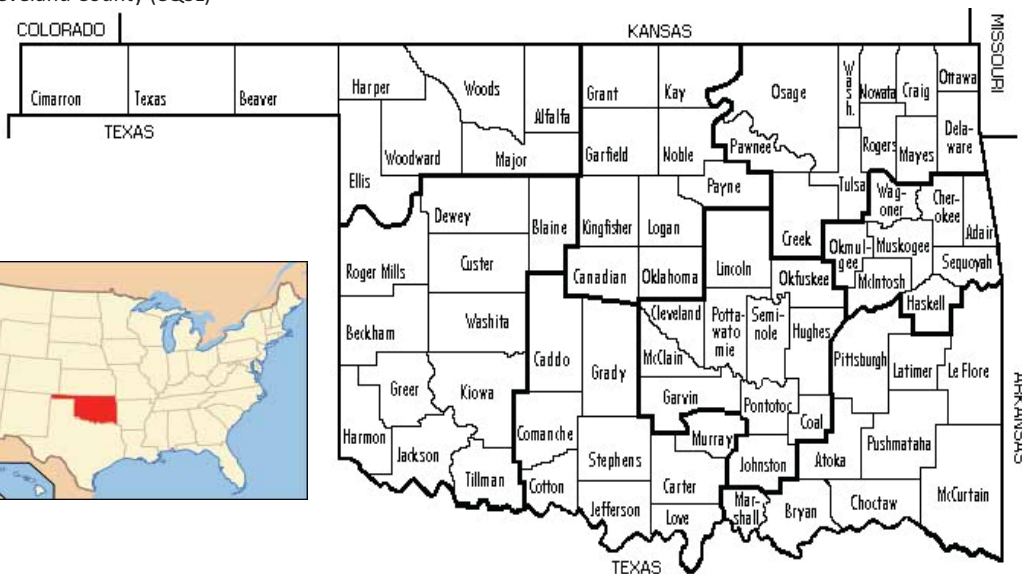 COLORADO
KANSAS
MISSOURI
Cimarron
Texas
Beaver
Harper
Woods
Alfalfa
Grant
Kay
Osage
Wash.
Nowata
Craig
Ottawa
TEXAS
Ellis
Woodward
Major
Garfield
Noble
Pawnee
Rogers
Mayes
Dela-
ware
Payne
Tulsa
Wag-
oner
Cher-
okee
Adair
Dewey
Blaine
Kingfisher
Logan
Creek
Okmul-
gee
Muskogee
Sequoyah
Roger Mills
Custer
Canadian
Oklahoma
Lincoln
Okfuskee
McIntosh
Haskell
Beckham
Washita
Caddo
Grady
Cleveland
McClain
Potta-
wato
mie
Semi-
nole
Hughes
Pittsburgh
Latimer
Le Flore
ARKANSAS
Greer
Kiowa
Garvin
Pontotoc
Coal
Harmon
Jackson
Comanche
Stephens
Murray
Johnston
Atoka
Pushmataha
Tillman
Cotton
Jefferson
Carter
Love
Mar-
shall
Bryan
Choctaw
McCurtain
TEXAS